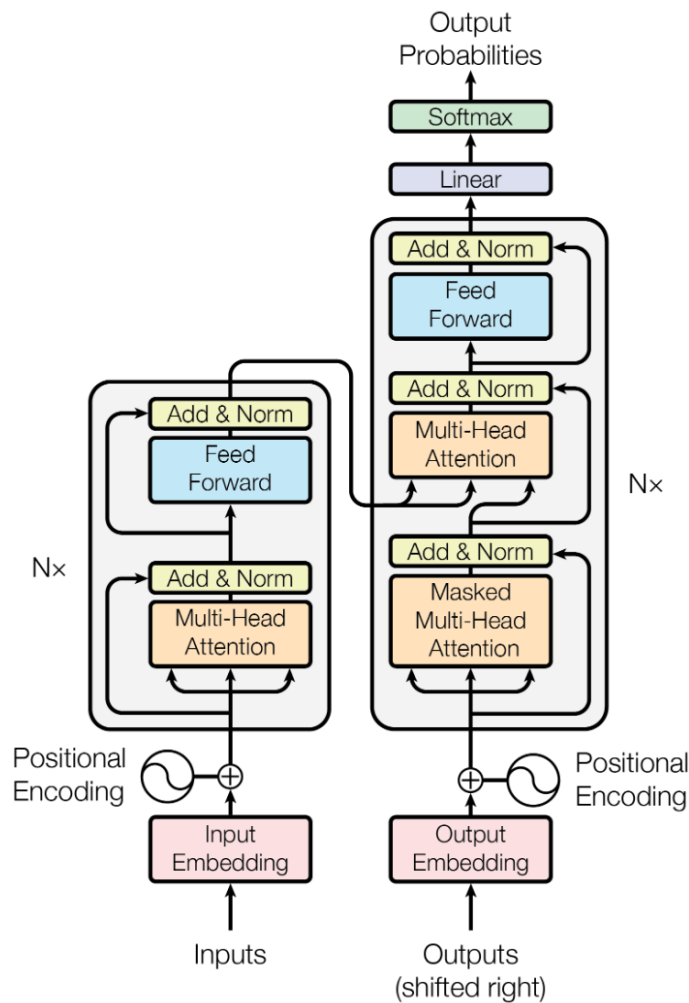 Output
Probabilities
Softmax
Linear
Add & Norm
Feed
Forward
Add & Norm
Multi-Head
Attention
Nx
Add & Norm
Masked
Multi-Head
Attention
Add & Norm
Feed
Forward
Nx
Add & Norm
Multi-Head
Attention
Positional
Encoding
Positional
Encoding
Input
Embedding
Output
Embedding
Inputs
Outputs
(shifted right)